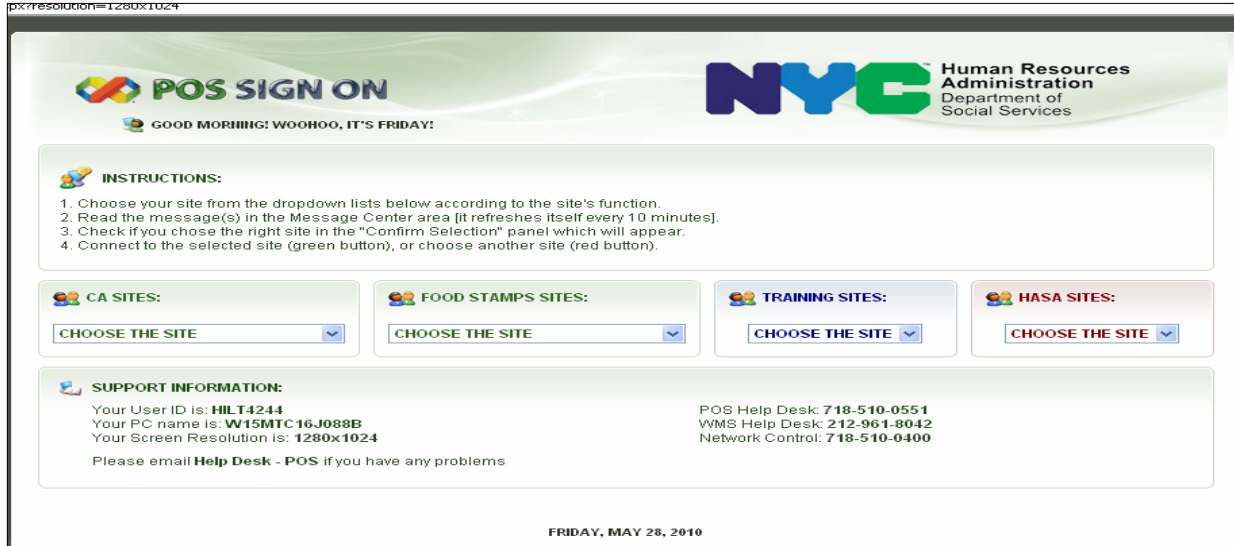 px?resolution=1280x1024
POS SIGN ON
GOOD MORNING! WOOHOO, IT'S FRIDAY!
NYC
Human Resources
Administration
Department of
Social Services
INSTRUCTIONS:
1. Choose your site from the dropdown lists below according to the site's function.
2. Read the message(s) in the Message Center area [it refreshes itself every 10 minutes].
3. Check if you chose the right site in the "Confirm Selection" panel which will appear.
4. Connect to the selected site (green button), or choose another site (red button).
CA SITES:
CHOOSE THE SITE
FOOD STAMPS SITES:
CHOOSE THE SITE
TRAINING SITES:
CHOOSE THE SITE
HASA SITES:
CHOOSE THE SITE
SUPPORT INFORMATION:
Your User ID is: HILT4244
Your PC name is: W15MTC16J088B
Your Screen Resolution is: 1280x1024
Please email Help Desk - POS if you have any problems
POS Help Desk: 718-510-0551
WMS Help Desk: 212-961-8042
Network Control: 718-510-0400
FRIDAY, MAY 28, 2010